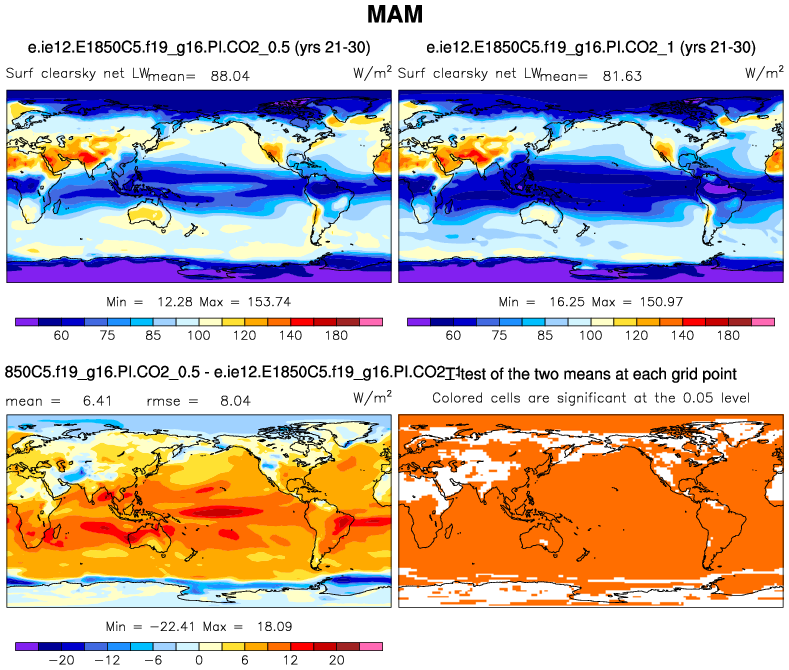 MAM
e.ie12.E1850C5.f19_g16.PI.CO2_0.5 (yrs 21-30)
e.ie12.E1850C5.f19_g16.PI.CO2_1 (yrs 21-30)
Surf clearsky net LW mean= 88.04 W/m2
Surf clearsky net LW mean= 81.63 W/m2
Min = 12.28 Max = 153.74
Min = 16.25 Max = 150.97
60 75 85 100 120 140 180
60 75 85 100 120 140 180
850C5.f19_g16.PI.CO2_0.5 - e.ie12.E1850C5.f19_g16.PI.CO2_1
T-test of the two means at each grid point
mean = 6.41 rmse = 8.04 W/m2
Colored cells are significant at the 0.05 level
Min = −22.41 Max = 18.09
−20 −12 −6 0 6 12 20